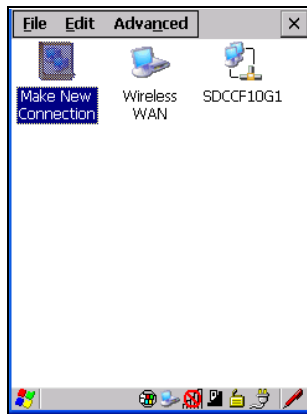 File Edit Advanced ×
Make New Connection
Wireless WAN
SDCCF10G1